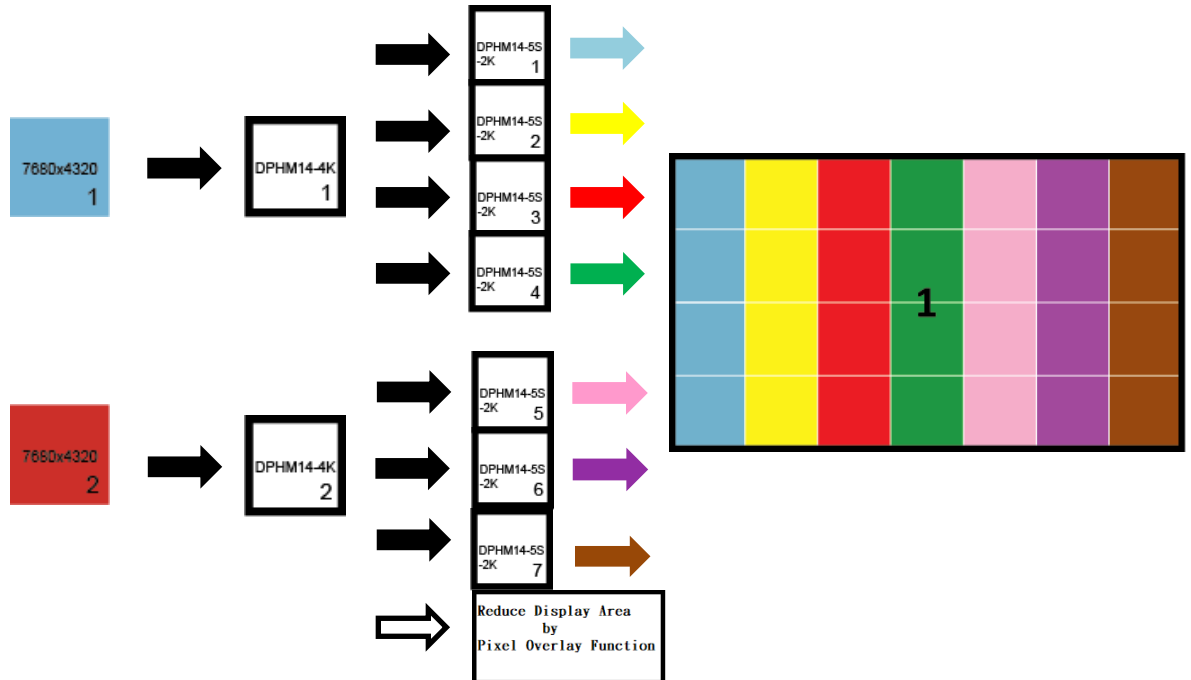 7680x4320
1
DPHM14-4K
1
DPHM14-5S
-2K
1
DPHM14-5S
-2K
2
DPHM14-5S
-2K
3
DPHM14-5S
-2K
4
1
7680x4320
2
DPHM14-4K
2
DPHM14-5S
-2K
5
DPHM14-5S
-2K
6
DPHM14-5S
-2K
7
Reduce Display Area
by
Pixel Overlay Function